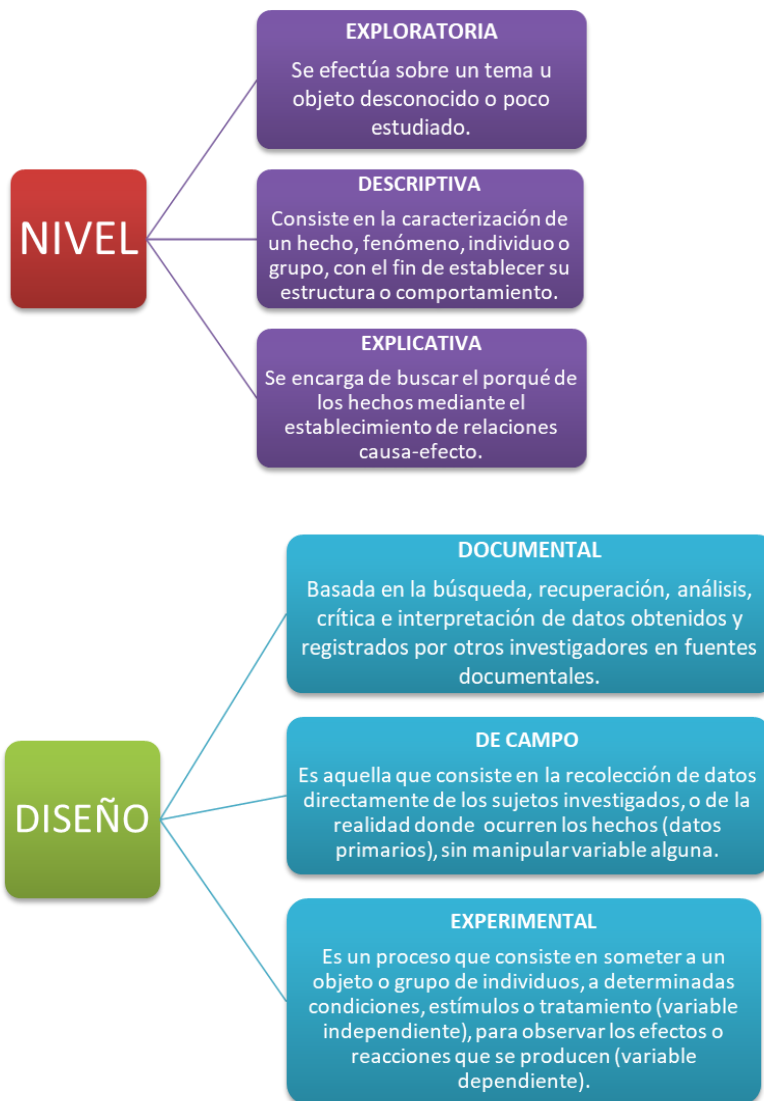 EXPLORATORIA
Se efectúa sobre un tema u
objeto desconocido o poco
estudiado.
NIVEL
DESCRIPTIVA
Consiste en la caracterización de
un hecho, fenómeno, individuo o
grupo, con el fin de establecer su
estructura o comportamiento.
EXPLICATIVA
Se encarga de buscar el porqué de
los hechos mediante el
establecimiento de relaciones
causa-efecto.
DOCUMENTAL
Basada en la búsqueda, recuperación, análisis,
crítica e interpretación de datos obtenidos y
registrados por otros investigadores en fuentes
documentales.
DISEÑO
DE CAMPO
Es aquella que consiste en la recolección de datos
directamente de los sujetos investigados, o de la
realidad donde ocurren los hechos (datos
primarios), sin manipular variable alguna.
EXPERIMENTAL
Es un proceso que consiste en someter a un
objeto o grupo de individuos, a determinadas
condiciones, estímulos o tratamiento (variable
independiente), para observar los efectos o
reacciones que se producen (variable
dependiente).